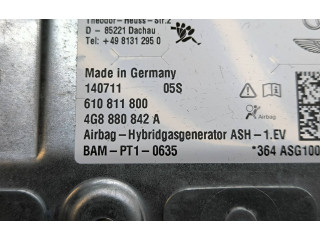 Theodor - Heuss - Str.2
D - 85221 Dachau
Tel.: +49 8131 295 0
Made in Germany
140711 05S
610 811 800
4G8 880 842 A
Airbag
Airbag - Hybridgasgenerator ASH - 1.EV
BAM - PT1 - 0635 *364 ASG100